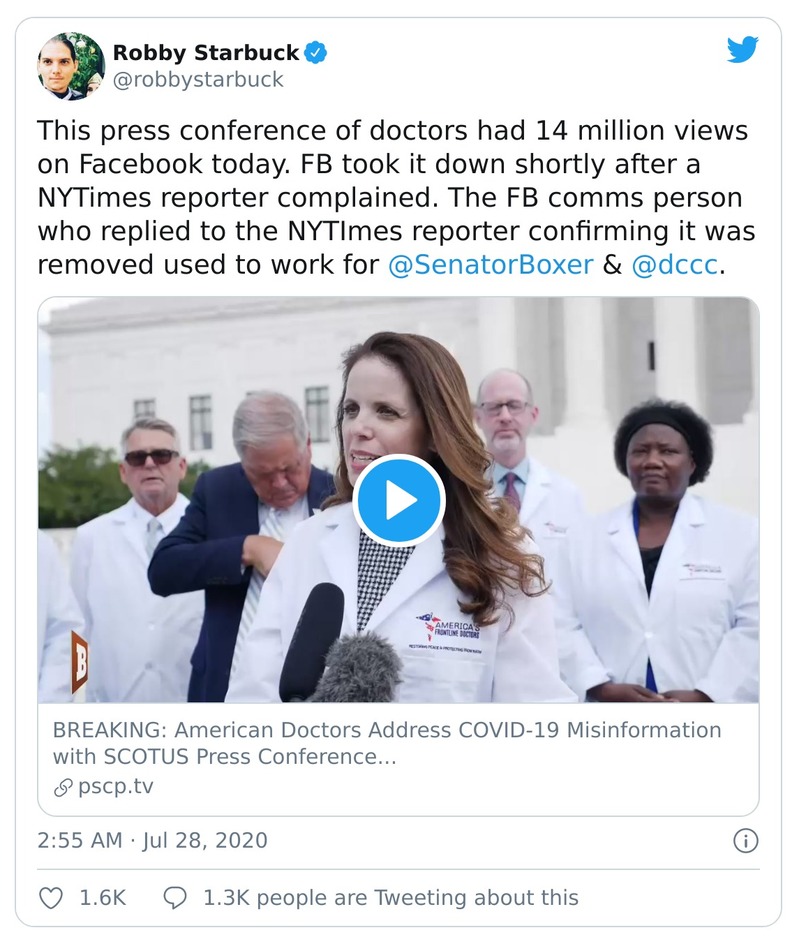 Robby Starbuck
@robbystarbuck
This press conference of doctors had 14 million views
on Facebook today. FB took it down shortly after a
NYTimes reporter complained. The FB comms person
who replied to the NYTImes reporter confirming it was
removed used to work for @SenatorBoxer & @dccc.
B
AMERICA'S
FRONTLINE DOCTORS
BREAKING: American Doctors Address COVID-19 Misinformation
with SCOTUS Press Conference...
pscp.tv
2:55 AM · Jul 28, 2020
1.6K 1.3K people are Tweeting about this